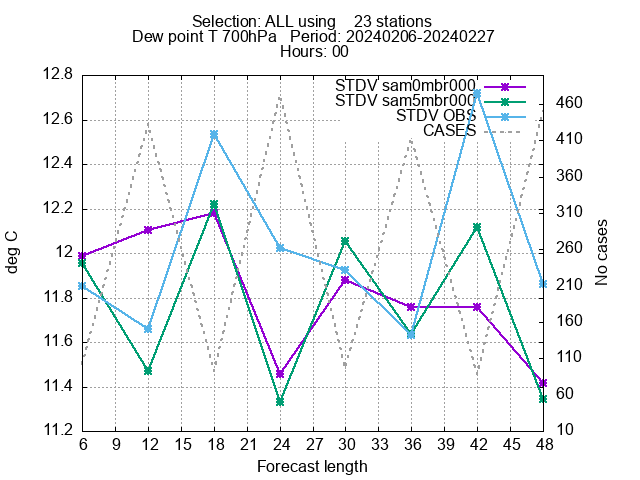 Selection: ALL using    23 stations
Dew point T 700hPa   Period: 20240206-20240227
Hours: 00
STDV sam0mbr000
STDV sam5mbr000
STDV OBS
CASES
12.8
12.6
12.4
12.2
12
11.8
11.6
11.4
11.2
460
410
360
310
260
210
160
110
60
10
deg C
No cases
6 9 12 15 18 21 24 27 30 33 36 39 42 45 48
Forecast length